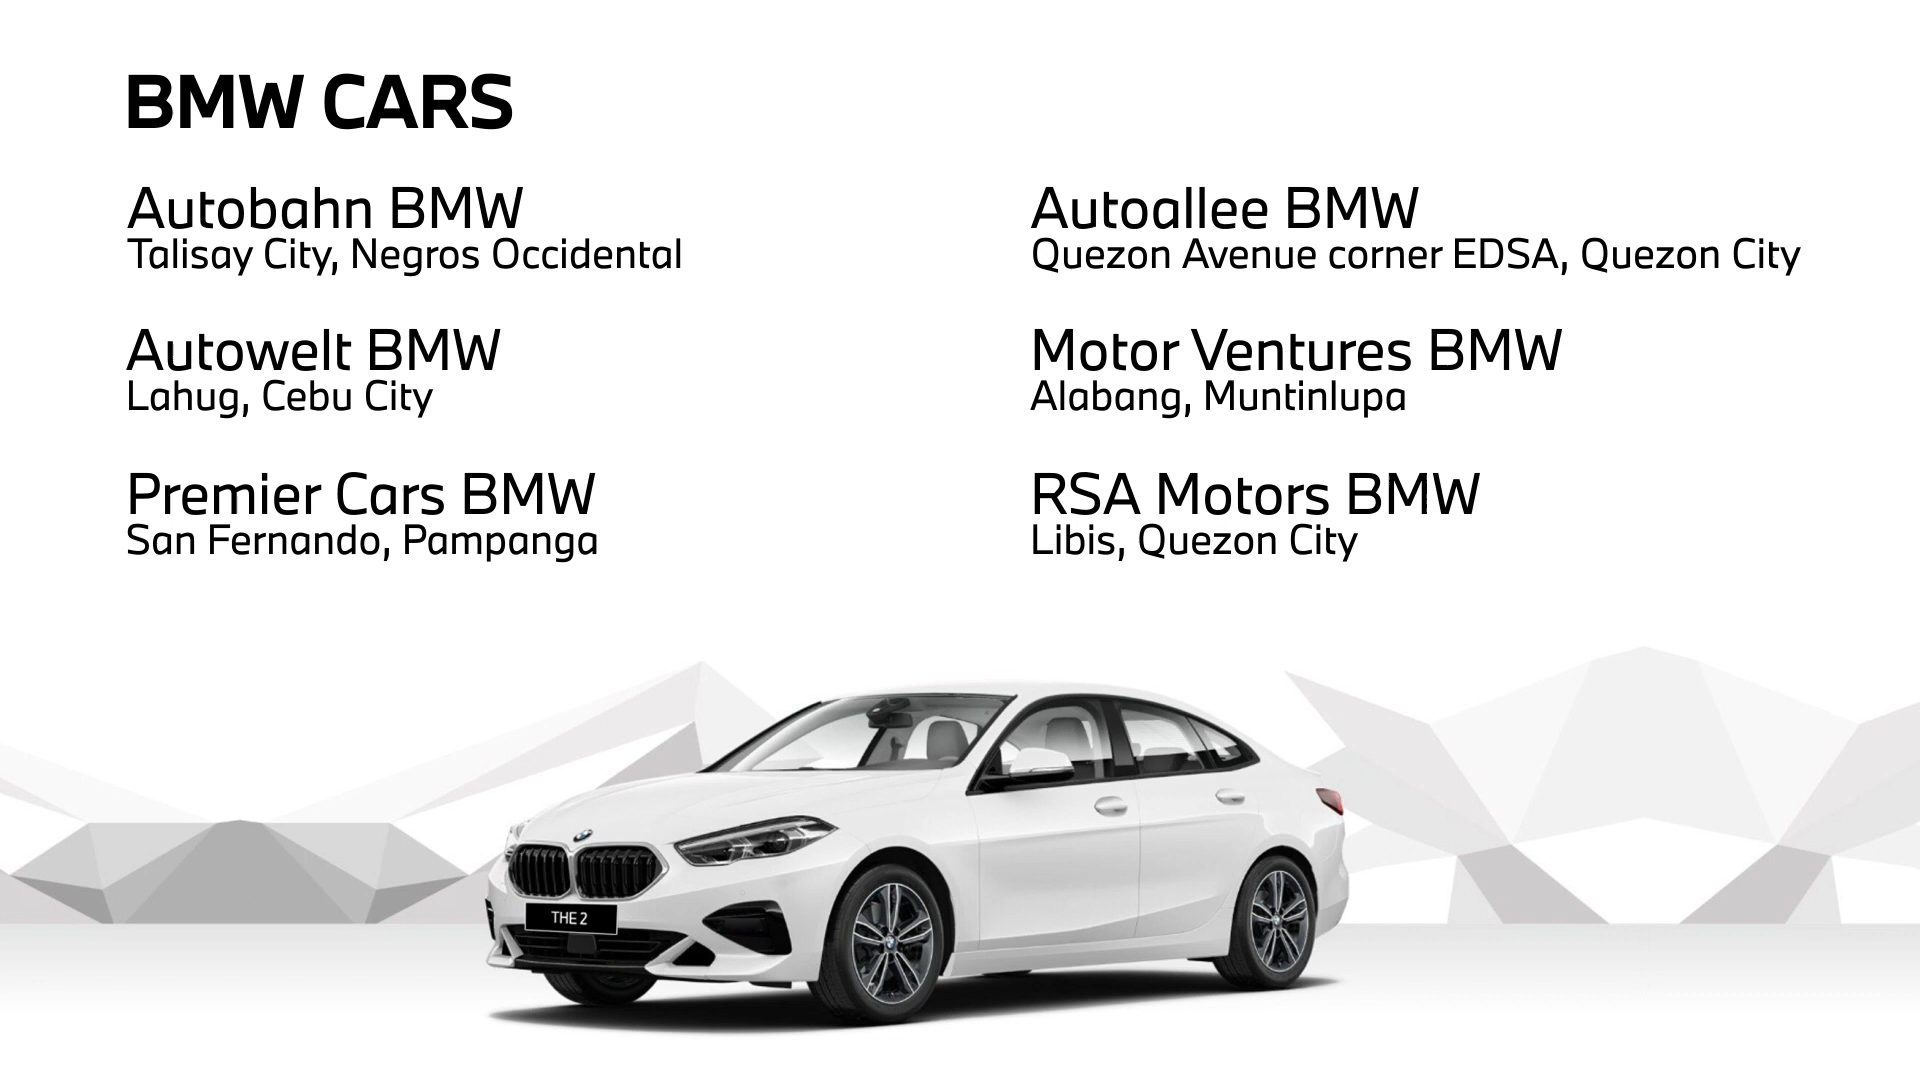 BMW CARS
Autobahn BMW
Talisay City, Negros Occidental
Autowelt BMW
Lahug, Cebu City
Premier Cars BMW
San Fernando, Pampanga
Autoallee BMW
Quezon Avenue corner EDSA, Quezon City
Motor Ventures BMW
Alabang, Muntinlupa
RSA Motors BMW
Libis, Quezon City
THE 2